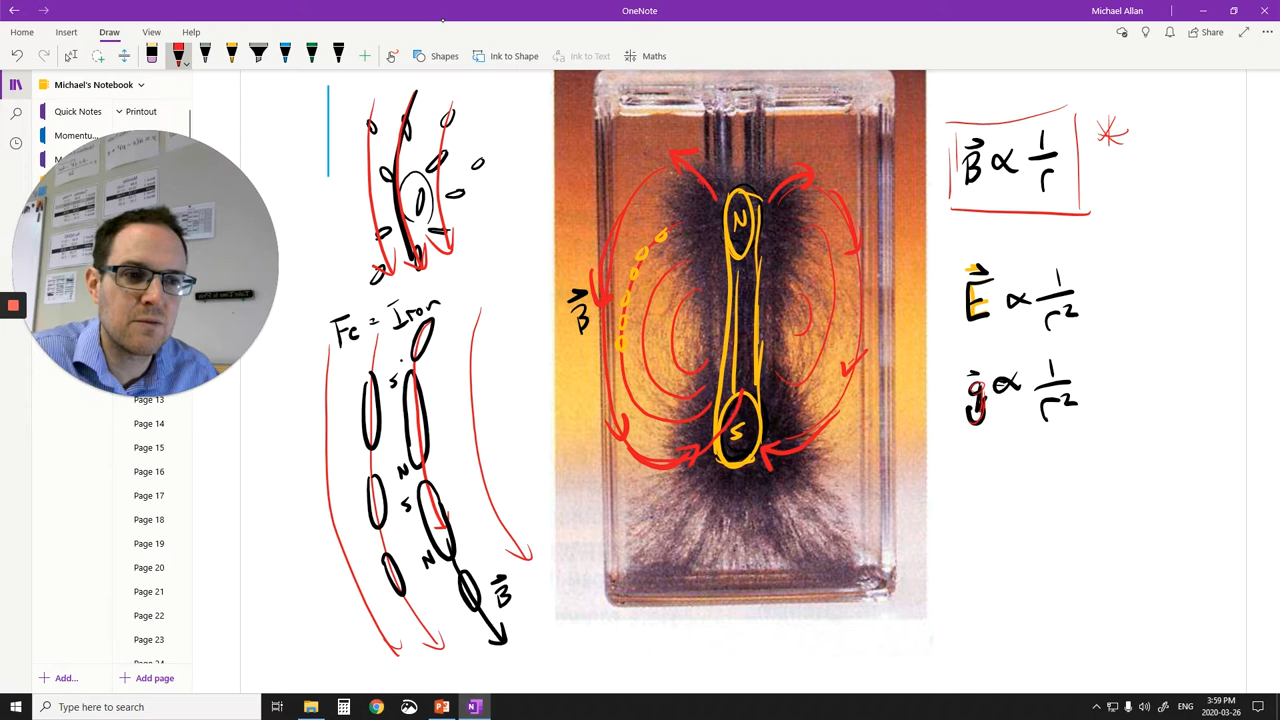 OneNote
Michael Allan
Home Insert Draw View Help
Share
Shapes Ink to Shape Ink to Text Maths
Michael's Notebook
Printout
Quick Notes
Momentu...
Page 13
Page 14
Page 15
Page 16
Page 17
Page 18
Page 19
Page 20
Page 21
Page 22
Page 23
Page 24
Add... Add page
Fe = Iron
S
N
S
N
B
B
N
S
B ∝ 1/r *
E ∝ 1/r²
g ∝ 1/r²
Type here to search
ENG
3:59 PM
2020-03-26